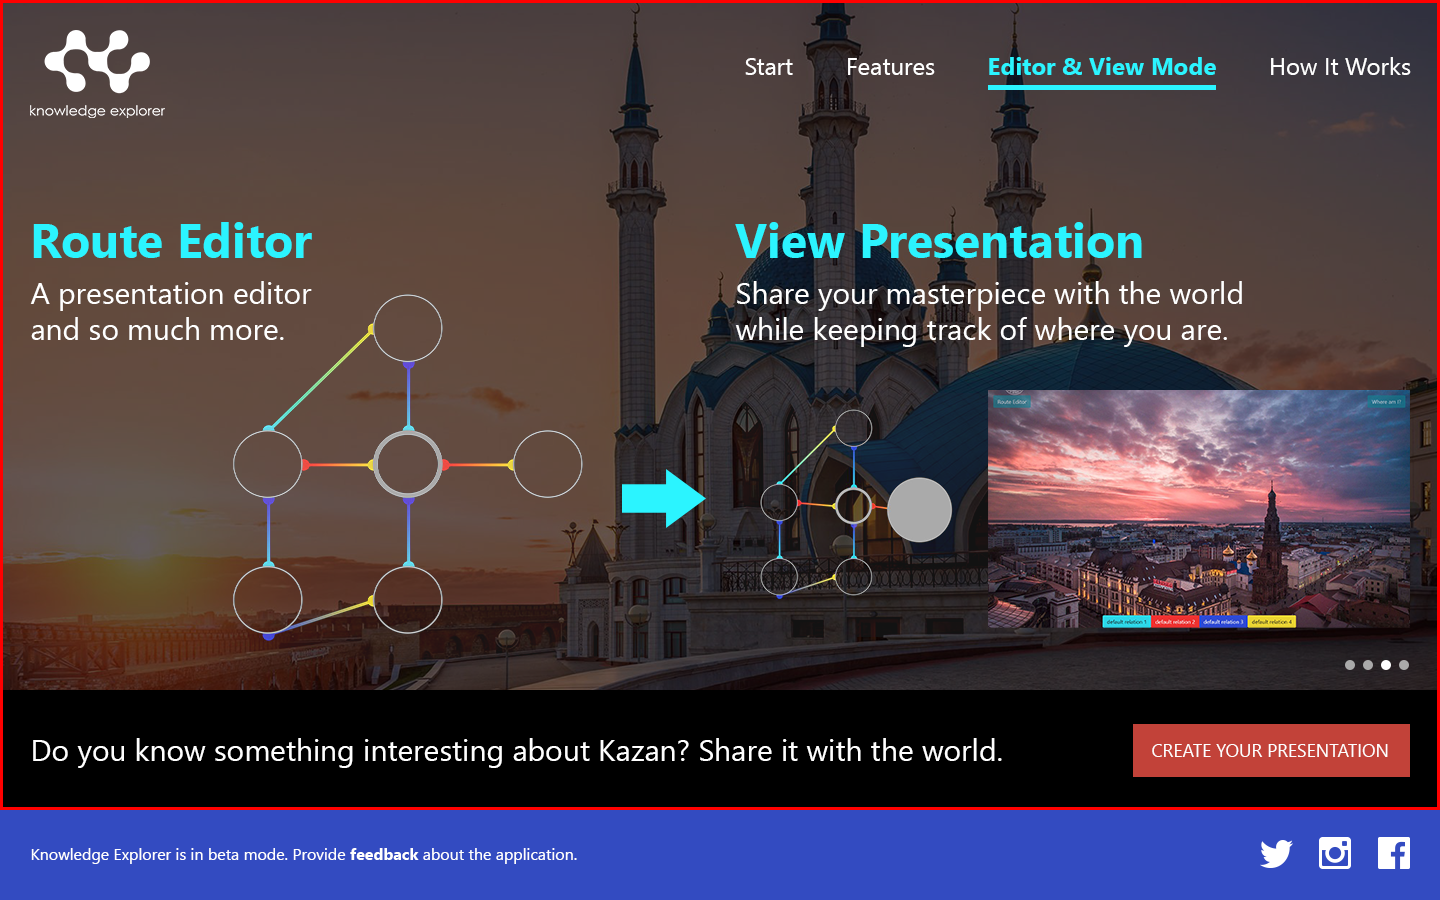 knowledge explorer
Start
Features
Editor & View Mode
How It Works
Route Editor
A presentation editor
and so much more.
View Presentation
Share your masterpiece with the world
while keeping track of where you are.
Route Editor
Where am I?
default relation 1
default relation 2
default relation 3
default relation 4
Do you know something interesting about Kazan? Share it with the world.
CREATE YOUR PRESENTATION
Knowledge Explorer is in beta mode. Provide feedback about the application.